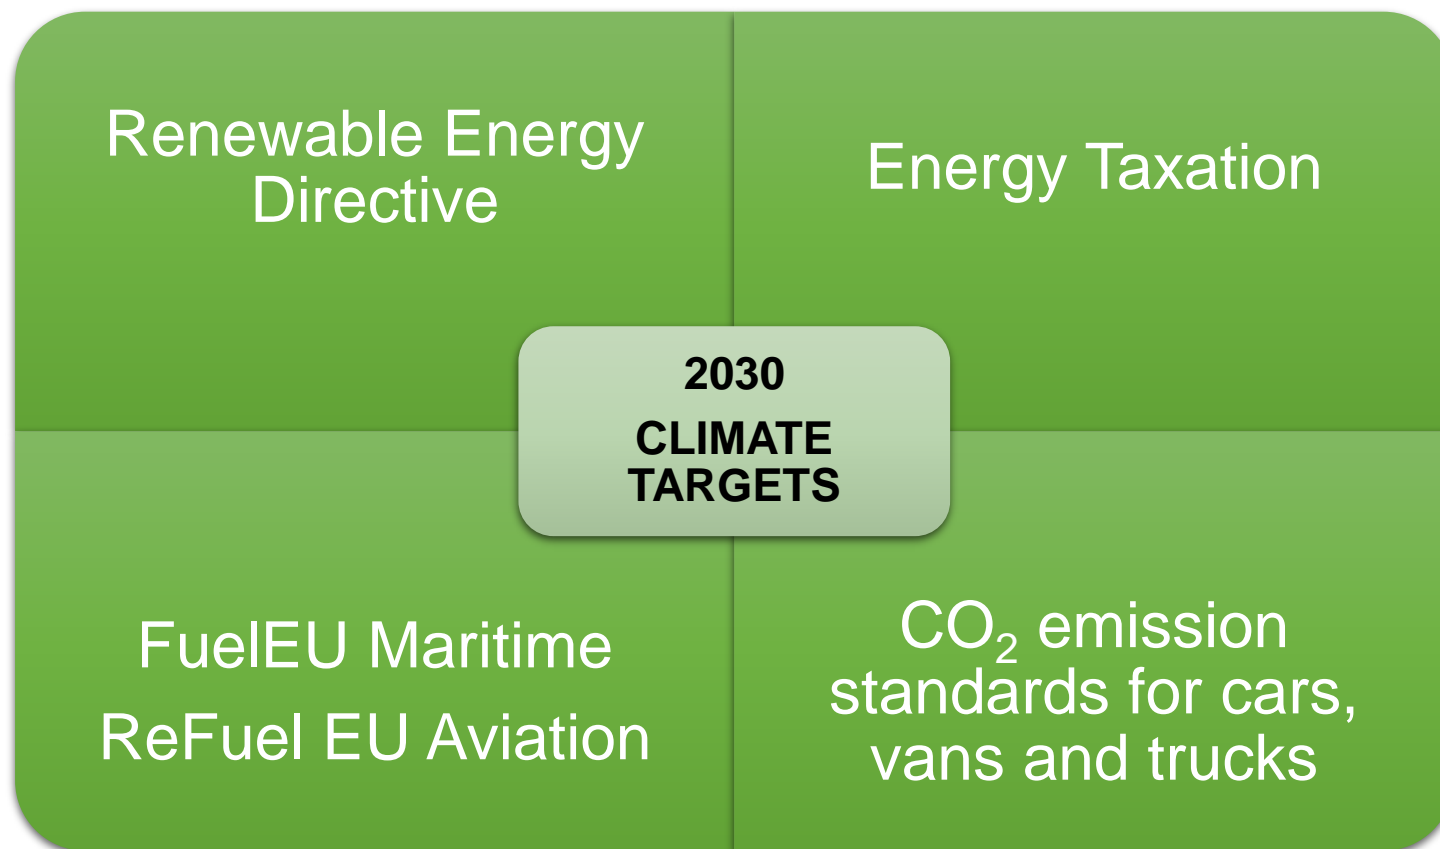 Renewable Energy
Directive
Energy Taxation
2030
CLIMATE
TARGETS
FuelEU Maritime
ReFuel EU Aviation
CO₂ emission
standards for cars,
vans and trucks